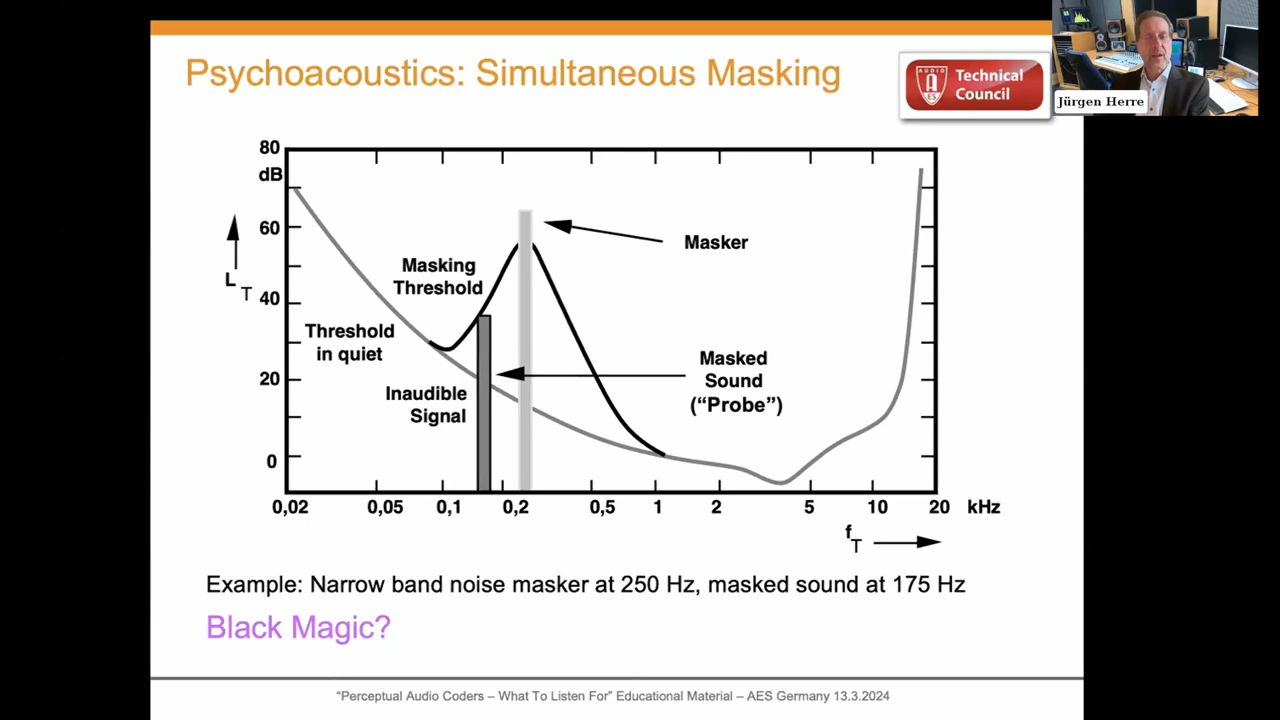 Psychoacoustics: Simultaneous Masking
AUDIO
AES
Technical
Council
Jürgen Herre
80
dB
60
40
20
0
L T
Masking
Threshold
Masker
Threshold
in quiet
Inaudible
Signal
Masked
Sound
(“Probe”)
0,02 0,05 0,1 0,2 0,5 1 2 5 10 20 kHz
f T
Example: Narrow band noise masker at 250 Hz, masked sound at 175 Hz
Black Magic?
“Perceptual Audio Coders – What To Listen For” Educational Material – AES Germany 13.3.2024